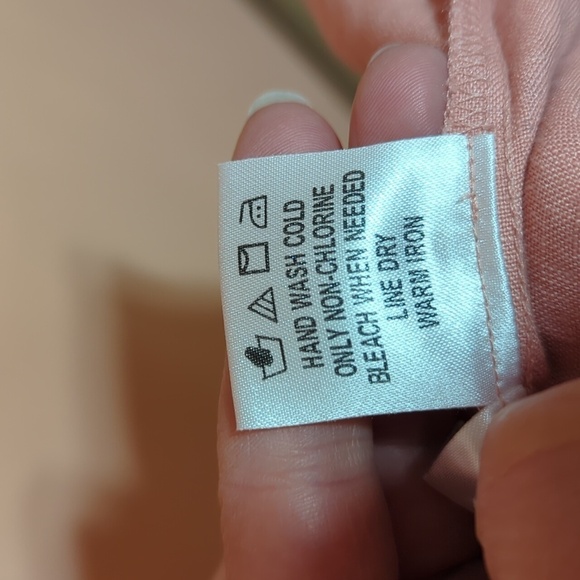 HAND WASH COLD
ONLY NON-CHLORINE
BLEACH WHEN NEEDED
LINE DRY
WARM IRON